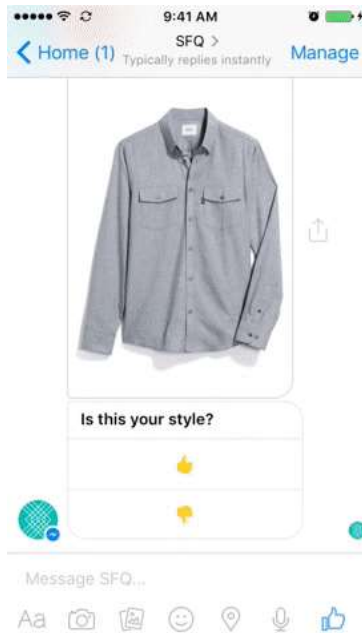 9:41 AM
Home (1)
SFQ >
Typically replies instantly
Manage
Is this your style?
Message SFQ...
Aa